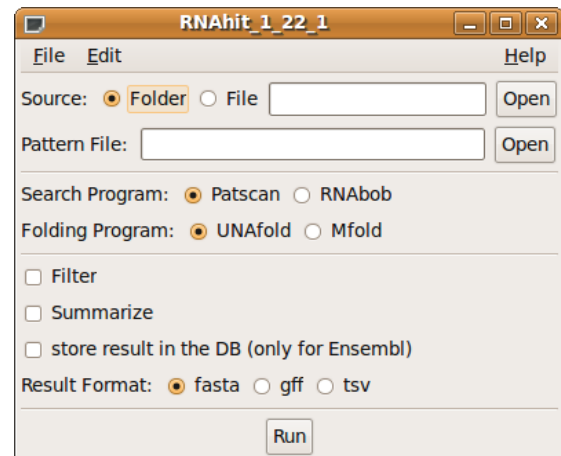 RNAhit_1_22_1
File Edit Help
Source: Folder File Open
Pattern File: Open
Search Program: Patscan RNAbob
Folding Program: UNAfold Mfold
Filter
Summarize
store result in the DB (only for Ensembl)
Result Format: fasta gff tsv
Run